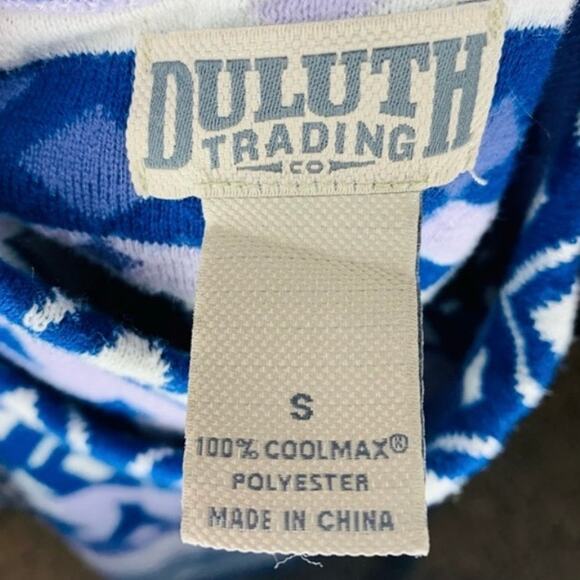 DULUTH
TRADING
CO
S
100% COOLMAX®
POLYESTER
MADE IN CHINA